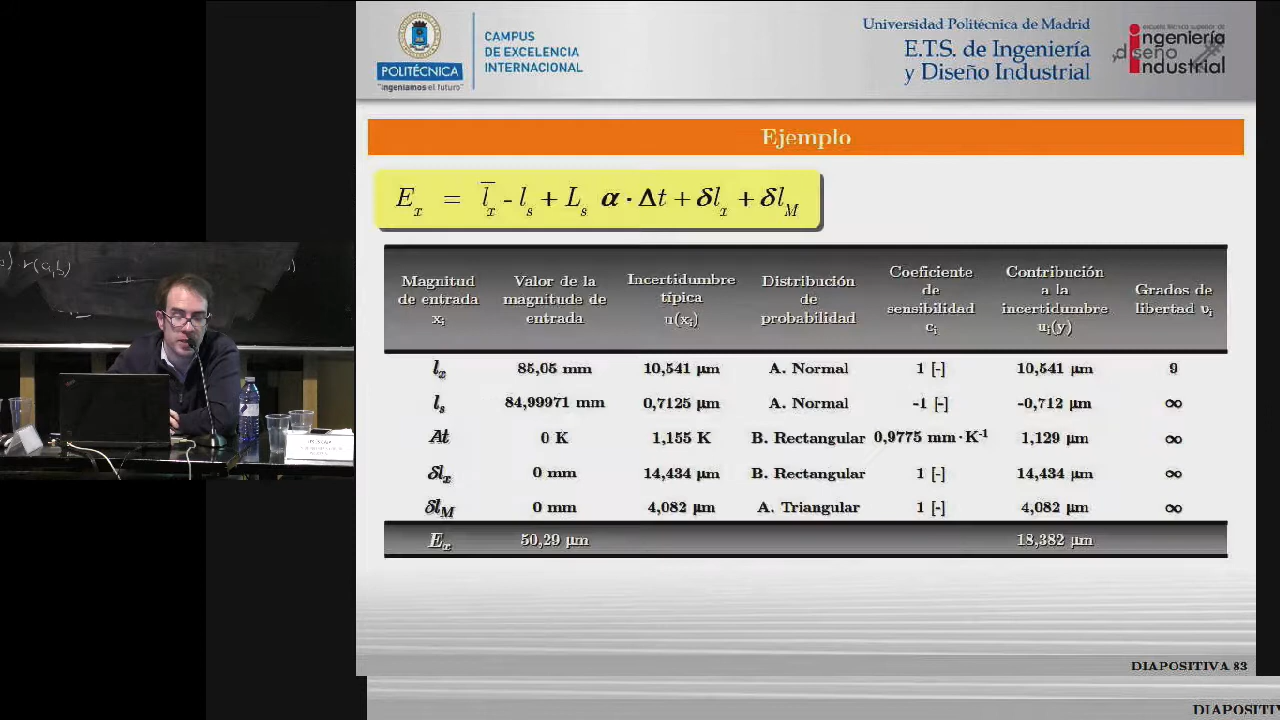 POLITÉCNICA
"Ingeniamos el futuro"
CAMPUS
DE EXCELENCIA
INTERNACIONAL
Universidad Politécnica de Madrid
E.T.S. de Ingeniería
y Diseño Industrial
escuela técnica superior de
ingeniería
y diseño
industrial
Ejemplo
E_x = l̅_x - l_s + L_s α · Δt + δl_x + δl_M
Magnitud de entrada x_i | Valor de la magnitude de entrada | Incertidumbre típica u(x_i) | Distribución de probabilidad | Coeficiente de sensibilidad c_i | Contribución a la incertidumbre u_i(y) | Grados de libertad υ_i
l_x 85,05 mm 10,541 µm A. Normal 1 [-] 10,541 µm 9
l_s 84,99971 mm 0,7125 µm A. Normal -1 [-] -0,712 µm ∞
Δt 0 K 1,155 K B. Rectangular 0,9775 mm·K⁻¹ 1,129 µm ∞
δl_x 0 mm 14,434 µm B. Rectangular 1 [-] 14,434 µm ∞
δl_M 0 mm 4,082 µm A. Triangular 1 [-] 4,082 µm ∞
E_x 50,29 µm 18,382 µm
DIAPOSITIVA 83
DIAPOSITIV
r(a,b)